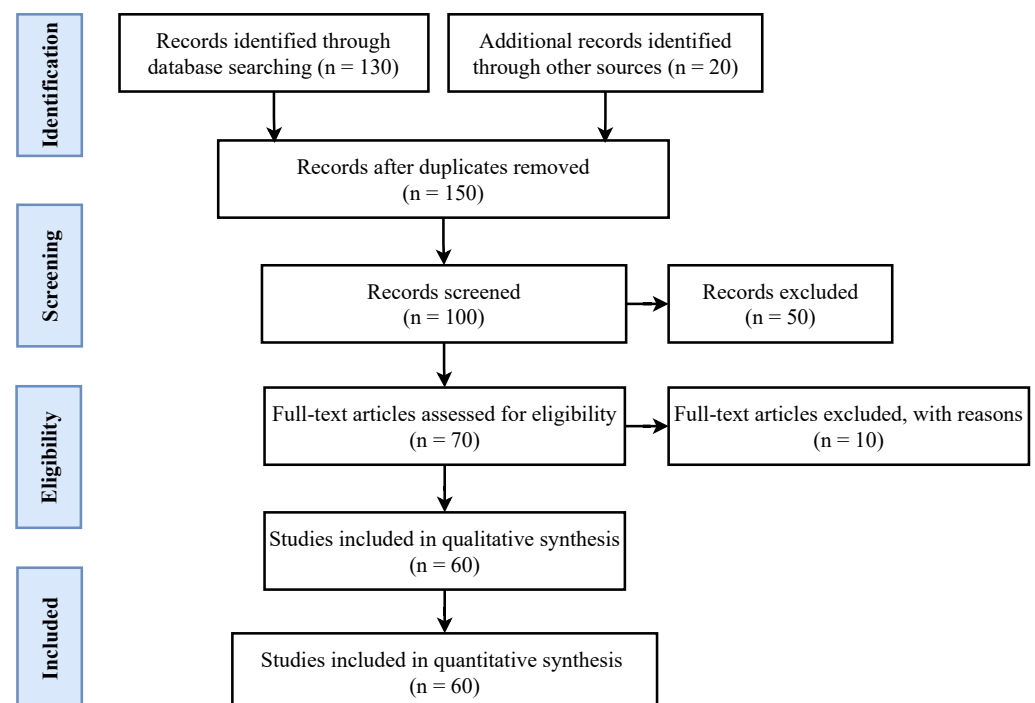 Identification
Records identified through
database searching (n = 130)
Additional records identified
through other sources (n = 20)
Records after duplicates removed
(n = 150)
Screening
Records screened
(n = 100)
Records excluded
(n = 50)
Eligibility
Full-text articles assessed for eligibility
(n = 70)
Full-text articles excluded, with reasons
(n = 10)
Studies included in qualitative synthesis
(n = 60)
Included
Studies included in quantitative synthesis
(n = 60)